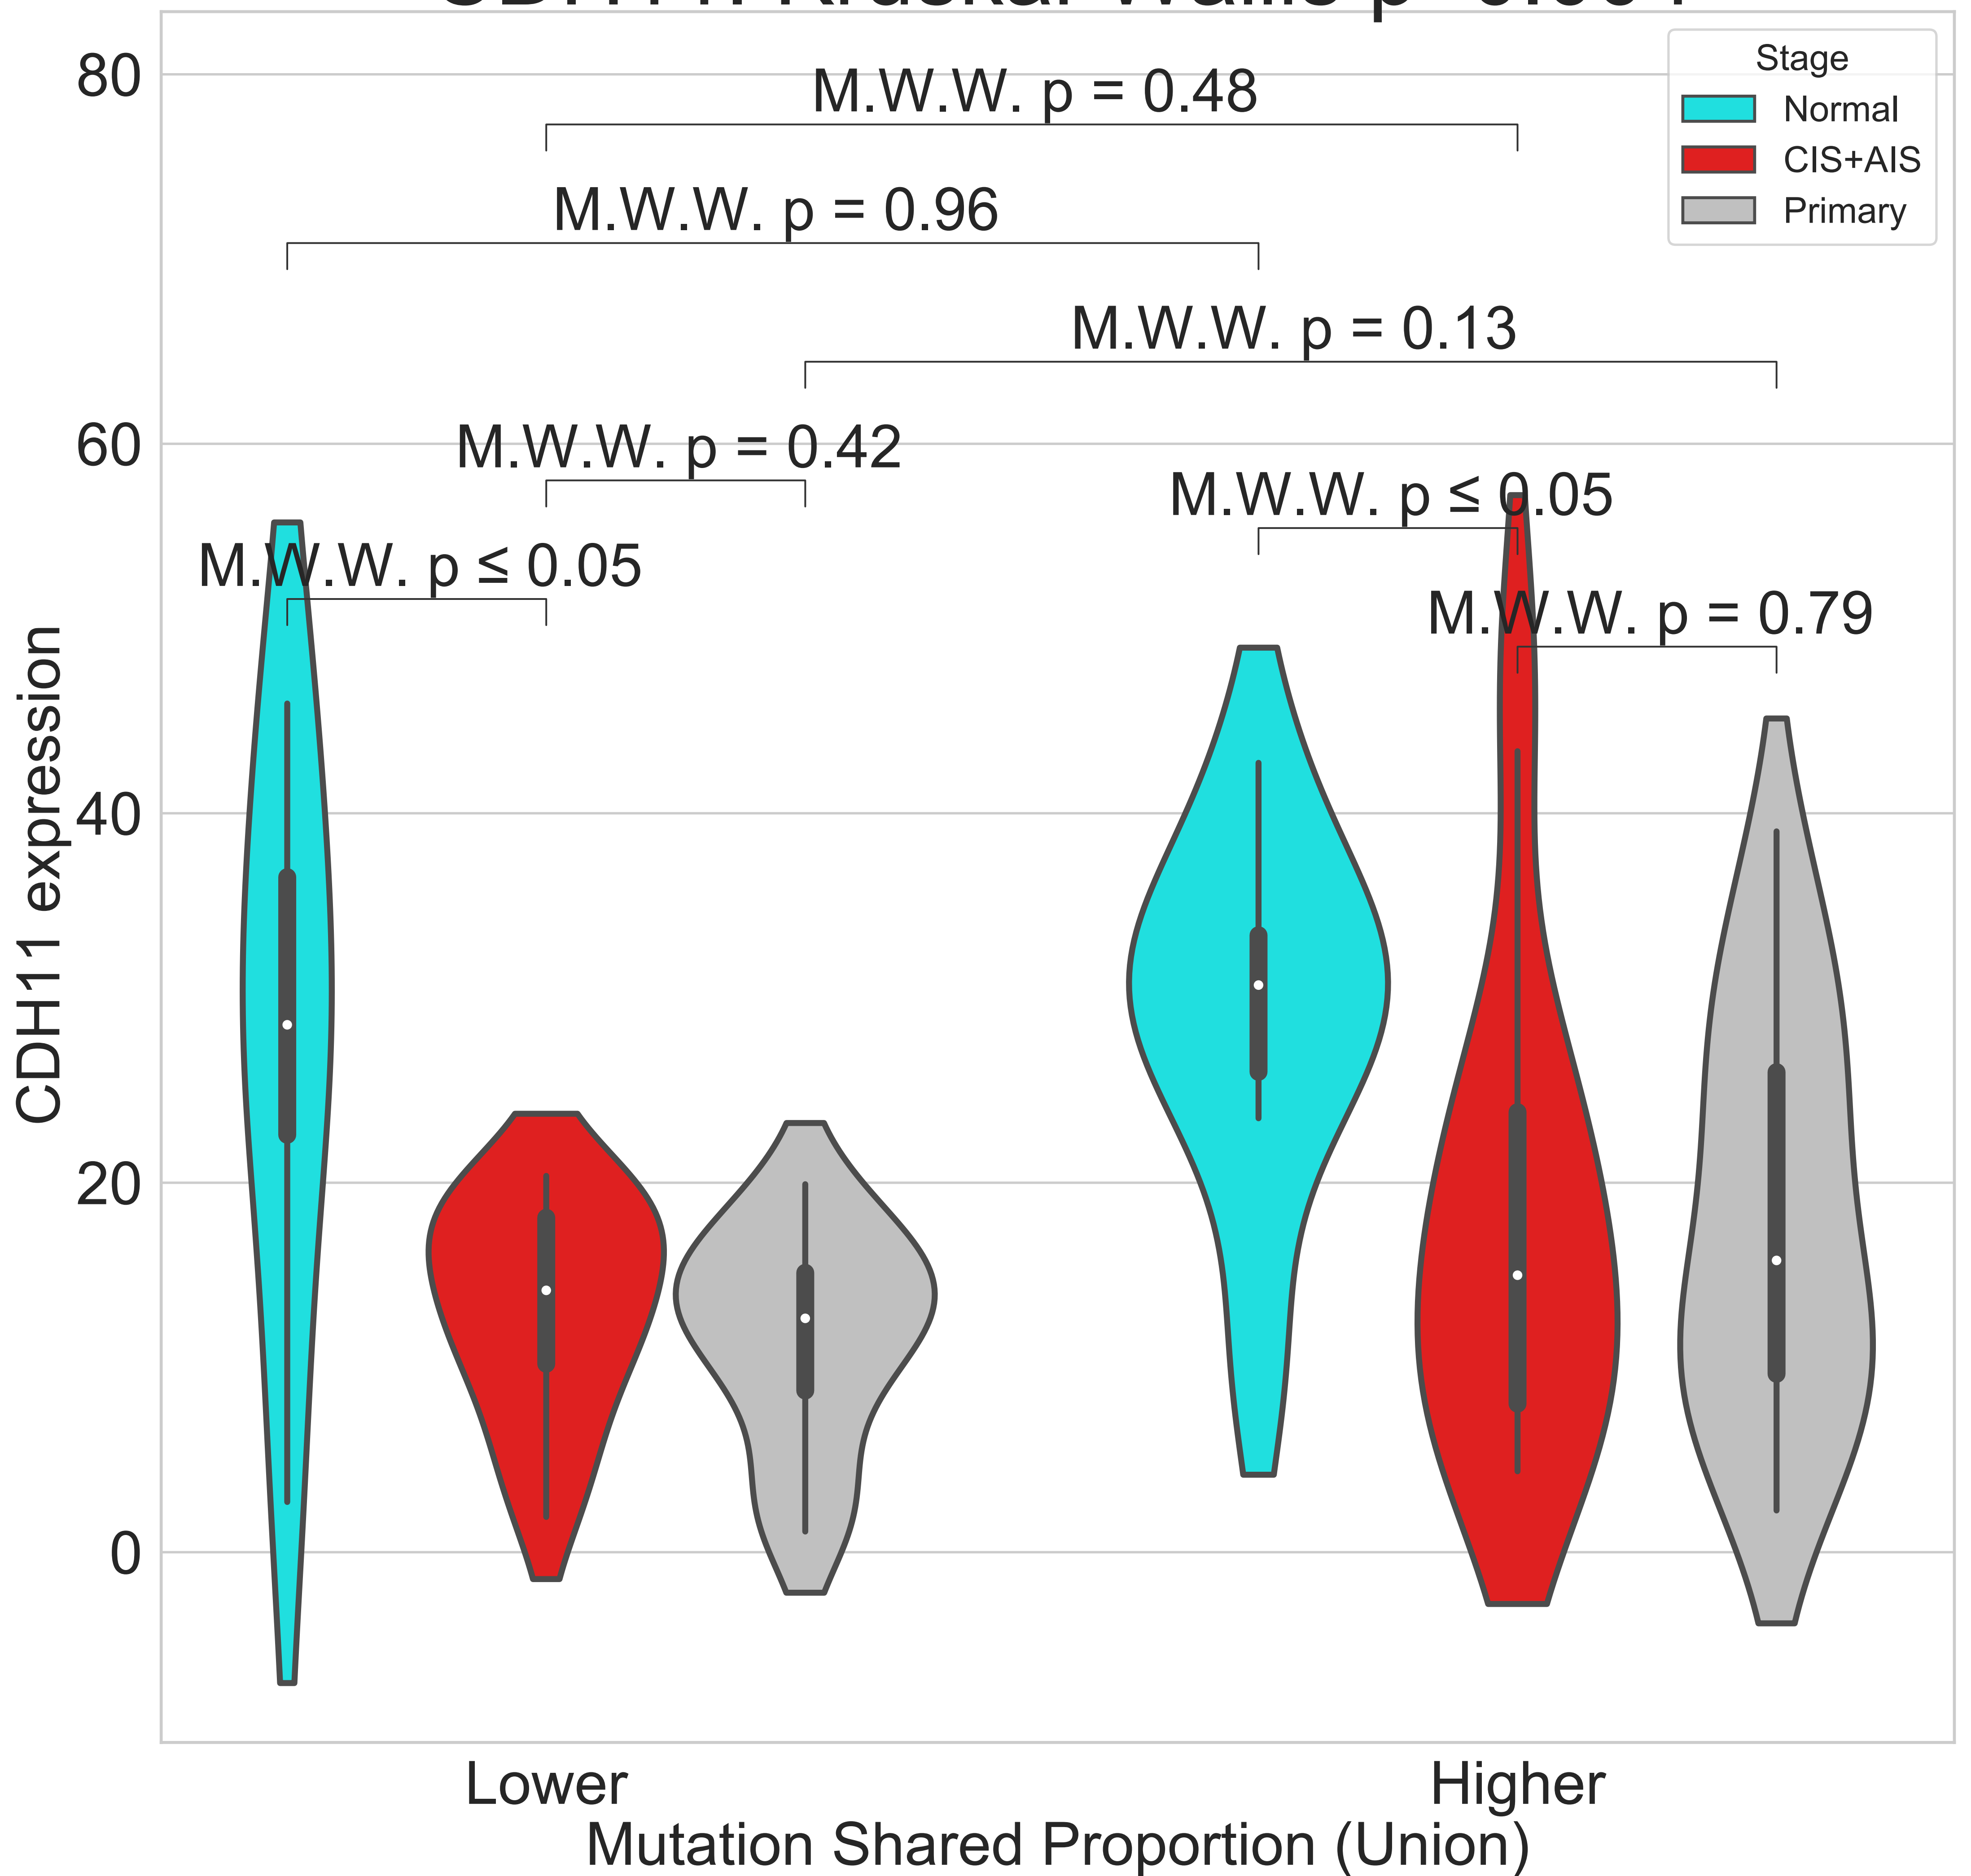 Stage
Normal
CIS+AIS
Primary
80
60
40
20
0
CDH11 expression
M.W.W. p = 0.48
M.W.W. p = 0.96
M.W.W. p = 0.13
M.W.W. p = 0.42
M.W.W. p ≤ 0.05
M.W.W. p ≤ 0.05
M.W.W. p = 0.79
Lower
Higher
Mutation Shared Proportion (Union)